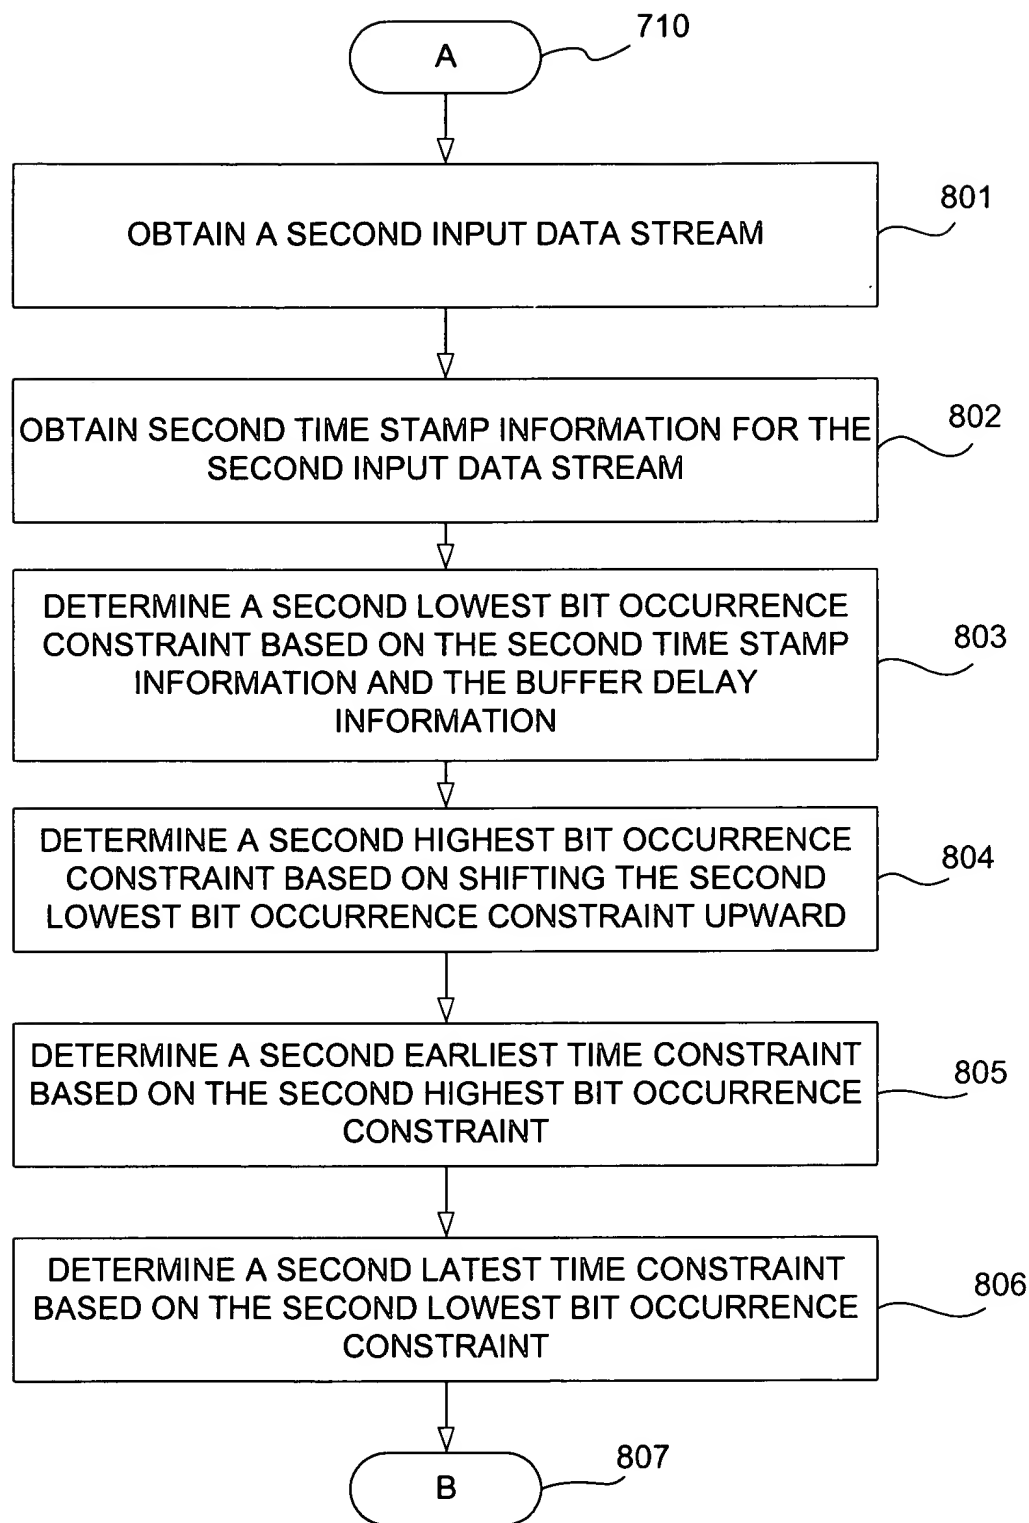 710
A
801
OBTAIN A SECOND INPUT DATA STREAM
802
OBTAIN SECOND TIME STAMP INFORMATION FOR THE
SECOND INPUT DATA STREAM
803
DETERMINE A SECOND LOWEST BIT OCCURRENCE
CONSTRAINT BASED ON THE SECOND TIME STAMP
INFORMATION AND THE BUFFER DELAY
INFORMATION
804
DETERMINE A SECOND HIGHEST BIT OCCURRENCE
CONSTRAINT BASED ON SHIFTING THE SECOND
LOWEST BIT OCCURRENCE CONSTRAINT UPWARD
805
DETERMINE A SECOND EARLIEST TIME CONSTRAINT
BASED ON THE SECOND HIGHEST BIT OCCURRENCE
CONSTRAINT
806
DETERMINE A SECOND LATEST TIME CONSTRAINT
BASED ON THE SECOND LOWEST BIT OCCURRENCE
CONSTRAINT
807
B